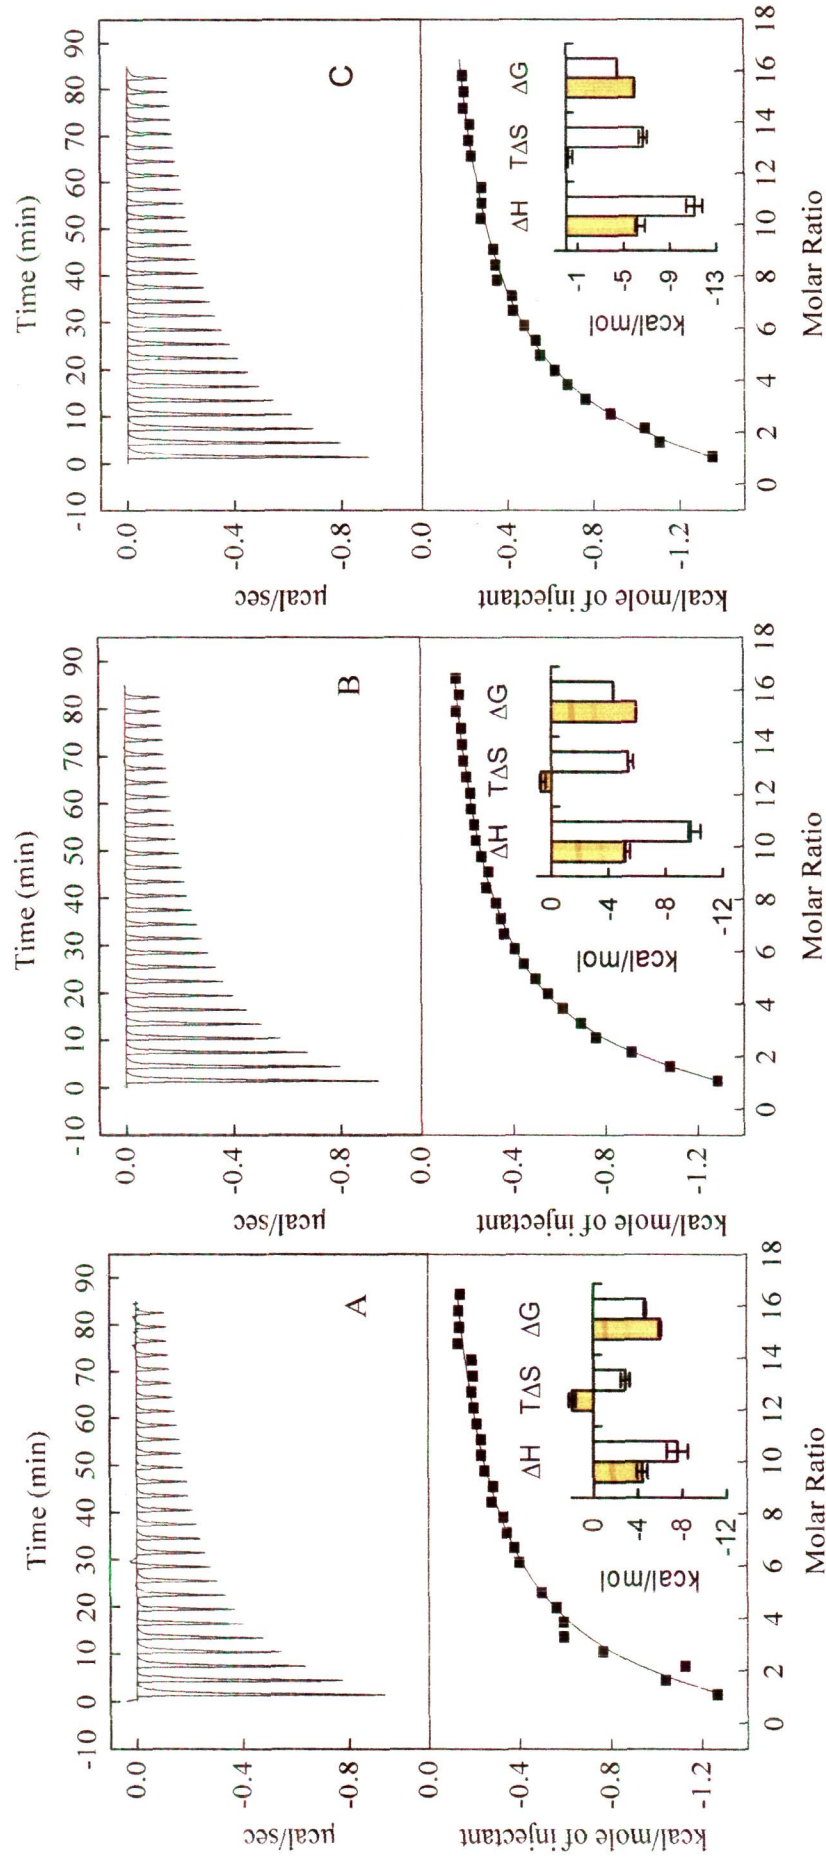 Time (min)
-10 0 10 20 30 40 50 60 70 80 90
0.0
-0.4
-0.8
µcal/sec
A
0.0
-0.4
-0.8
-1.2
kcal/mole of injectant
ΔH TΔS ΔG
0
-4
-8
-12
kcal/mol
0 2 4 6 8 10 12 14 16 18
Molar Ratio
Time (min)
-10 0 10 20 30 40 50 60 70 80 90
0.0
-0.4
-0.8
µcal/sec
B
0.0
-0.4
-0.8
-1.2
kcal/mole of injectant
ΔH TΔS ΔG
0
-4
-8
-12
kcal/mol
0 2 4 6 8 10 12 14 16 18
Molar Ratio
Time (min)
-10 0 10 20 30 40 50 60 70 80 90
0.0
-0.4
-0.8
µcal/sec
C
0.0
-0.4
-0.8
-1.2
kcal/mole of injectant
ΔH TΔS ΔG
-1
-5
-9
-13
kcal/mol
0 2 4 6 8 10 12 14 16 18
Molar Ratio